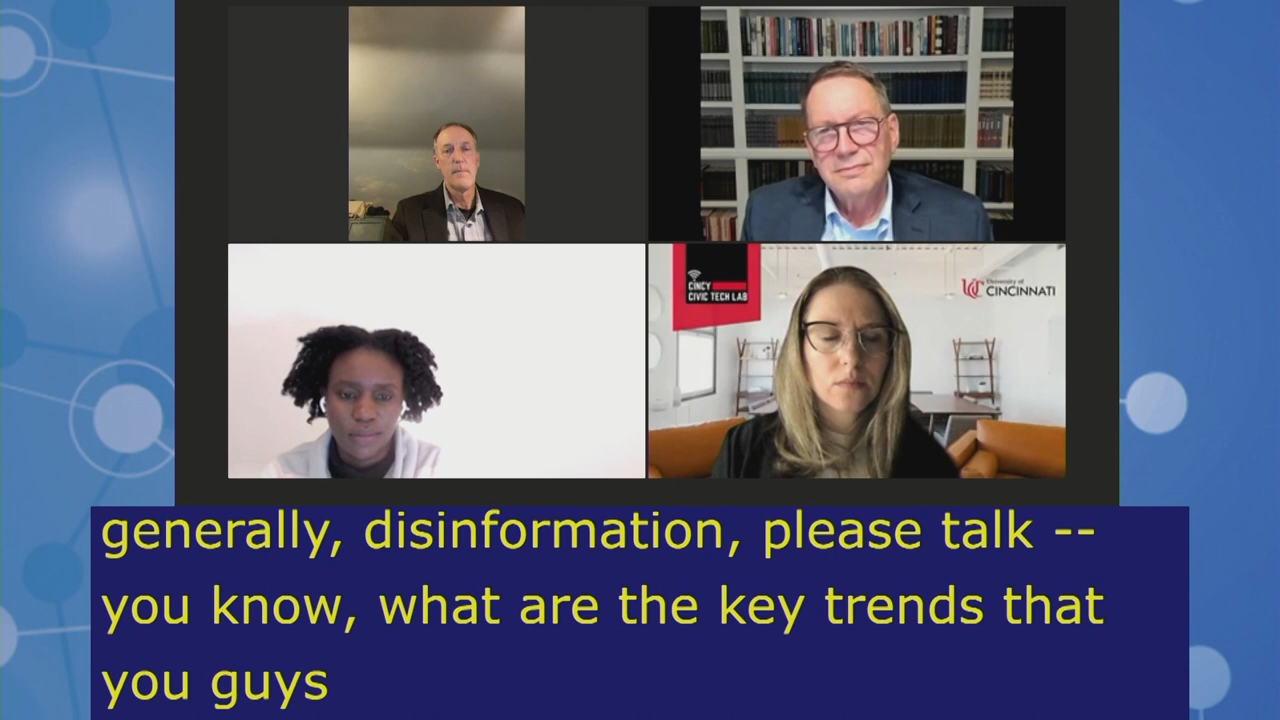 CINCY
CIVIC TECH LAB
University of
CINCINNATI
generally, disinformation, please talk --
you know, what are the key trends that
you guys